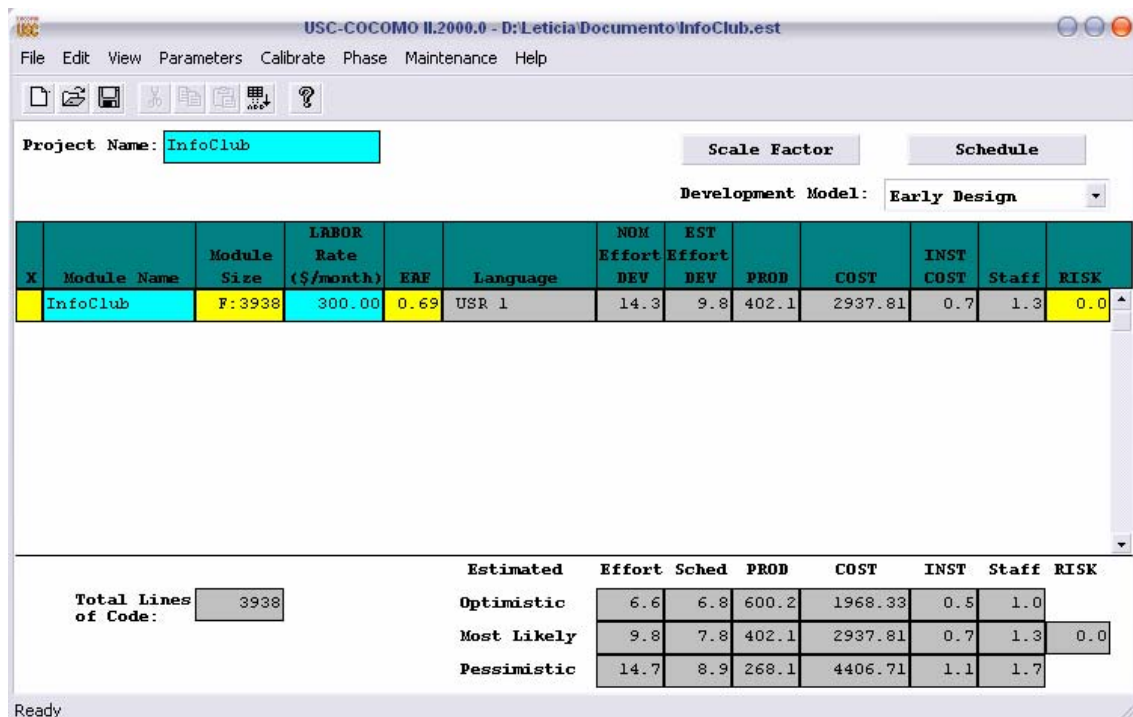 USC-COCOMO II.2000.0 - D:\Leticia\Documento\InfoClub.est
File Edit View Parameters Calibrate Phase Maintenance Help
Project Name: InfoClub
Scale Factor Schedule
Development Model: Early Design
X Module Name Module Size LABOR Rate ($/month) EAF Language NOM Effort DEV EST Effort DEV PROD COST INST COST Staff RISK
InfoClub F:3938 300.00 0.69 USR 1 14.3 9.8 402.1 2937.81 0.7 1.3 0.0
Estimated Effort Sched PROD COST INST Staff RISK
Total Lines of Code: 3938
Optimistic 6.6 6.8 600.2 1968.33 0.5 1.0
Most Likely 9.8 7.8 402.1 2937.81 0.7 1.3 0.0
Pessimistic 14.7 8.9 268.1 4406.71 1.1 1.7
Ready